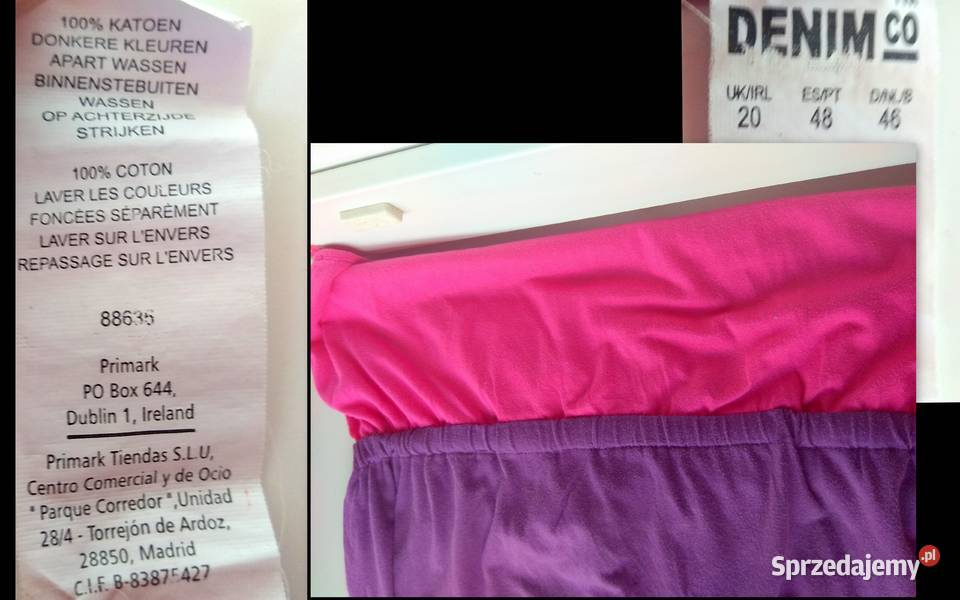 100% KATOEN
DONKERE KLEUREN
APART WASSEN
BINNENSTEBUITEN
WASSEN
OP ACHTERZIJDE
STRIJKEN
100% COTON
LAVER LES COULEURS
FONCÉES SÉPARÉMENT
LAVER SUR L'ENVERS
REPASSAGE SUR L'ENVERS
88635
Primark
PO Box 644,
Dublin 1, Ireland
Primark Tiendas S.L.U,
Centro Comercial y de Ocio
" Parque Corredor ",Unidad
28/4 - Torrejón de Ardoz,
28850, Madrid
C.I.F. B-83875427
DENIM CO
UK/IRL ES/PT D/NL/B
20 48 46
Sprzedajemy.pl